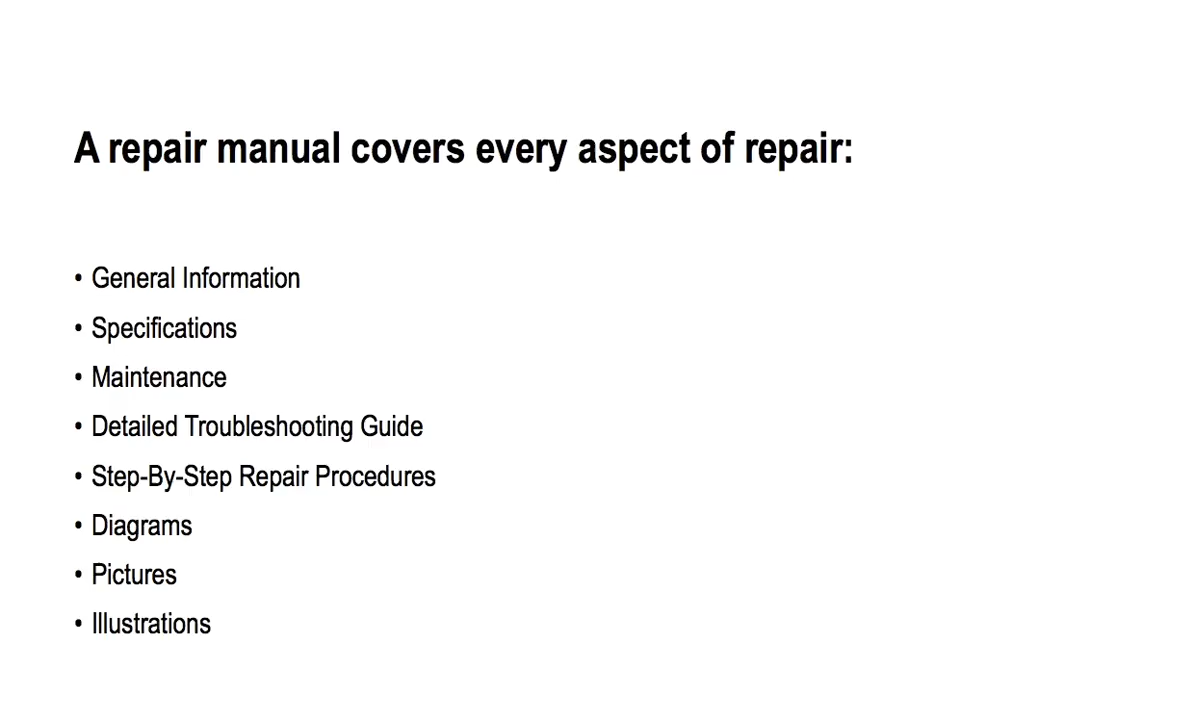 A repair manual covers every aspect of repair:
• General Information
• Specifications
• Maintenance
• Detailed Troubleshooting Guide
• Step-By-Step Repair Procedures
• Diagrams
• Pictures
• Illustrations